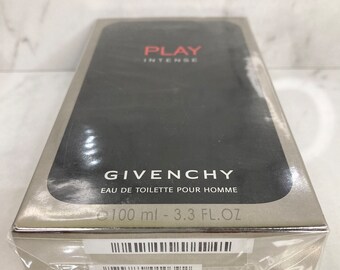 PLAY
INTENSE
GIVENCHY
EAU DE TOILETTE POUR HOMME
100 ml - 3.3 FL.OZ